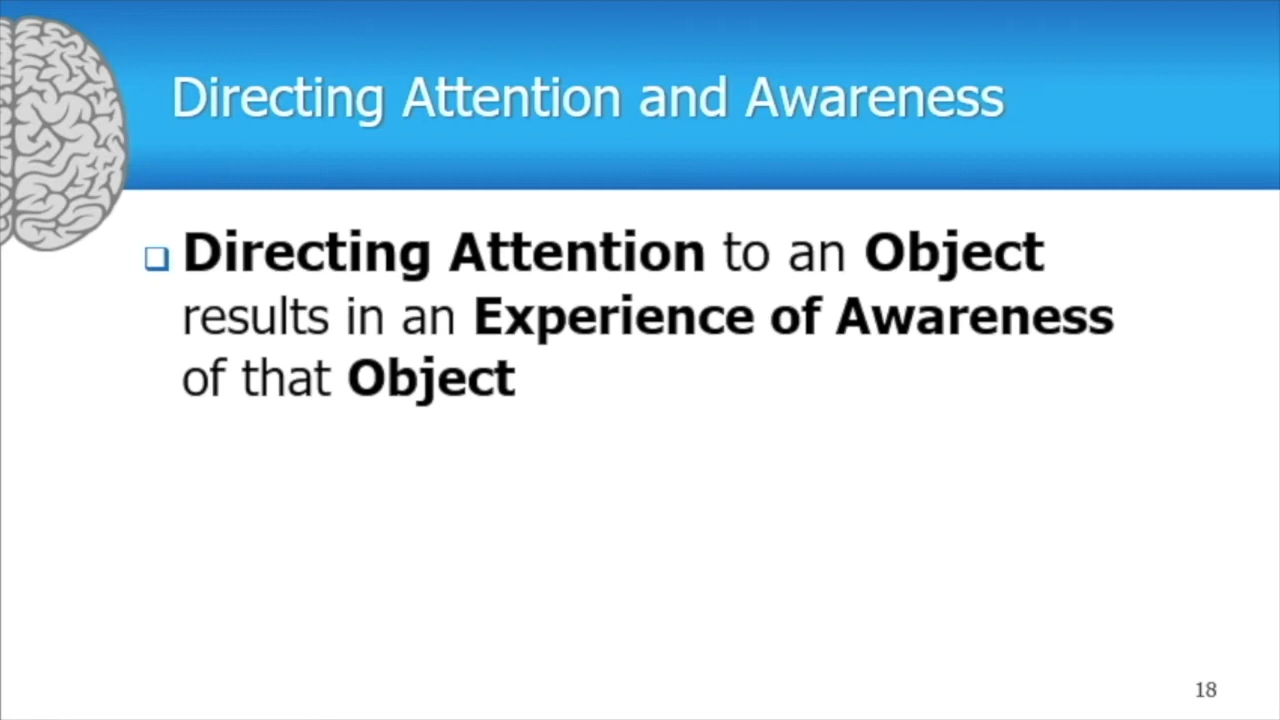 Directing Attention and Awareness
Directing Attention to an Object
results in an Experience of Awareness
of that Object
18